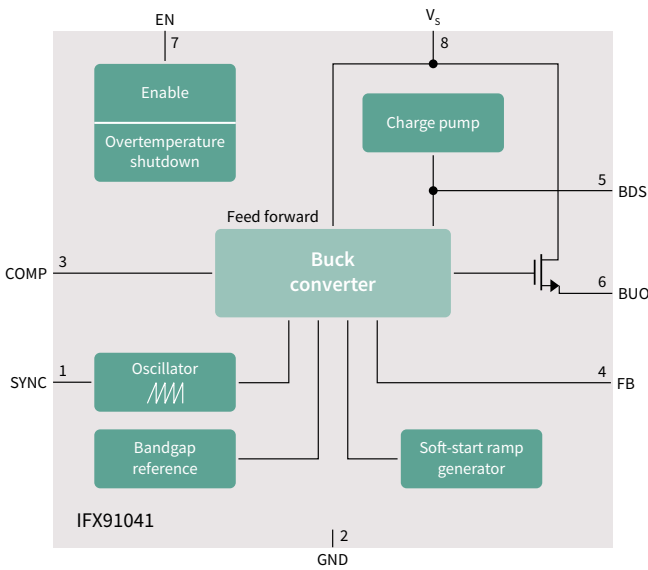 EN
7
Vs
8
Enable
Overtemperature
shutdown
Charge pump
5
BDS
Feed forward
Buck
converter
COMP
3
6
BUO
SYNC
1
Oscillator
4
FB
Bandgap
reference
Soft-start ramp
generator
IFX91041
2
GND